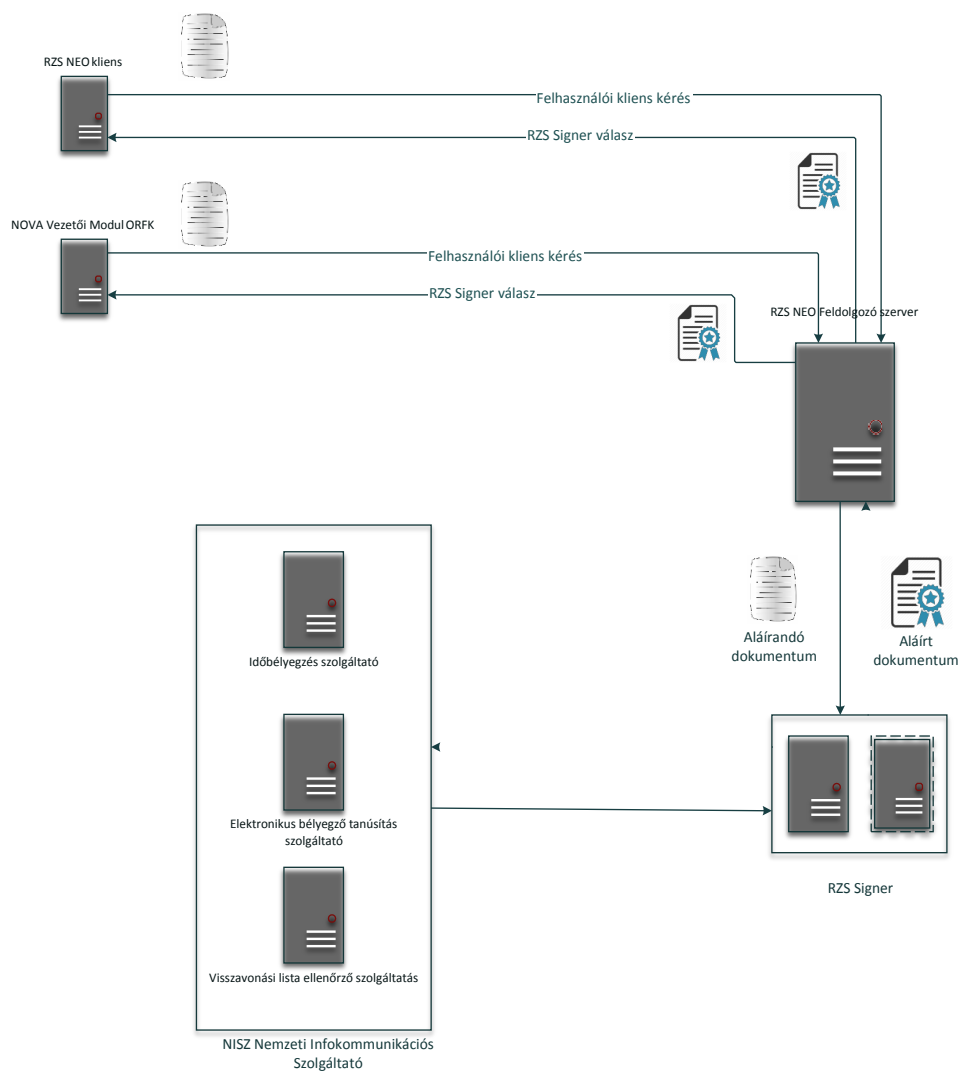 RZS NEO kliens
Felhasználói kliens kérés
RZS Signer válasz
NOVA Vezetői Modul ORFK
Felhasználói kliens kérés
RZS Signer válasz
RZS NEO Feldolgozó szerver
Aláírandó
dokumentum
Aláírt
dokumentum
Időbélyegzés szolgáltató
Elektronikus bélyegző tanúsítás
szolgáltató
Visszavonási lista ellenőrző szolgáltatás
RZS Signer
NISZ Nemzeti Infokommunikációs
Szolgáltató